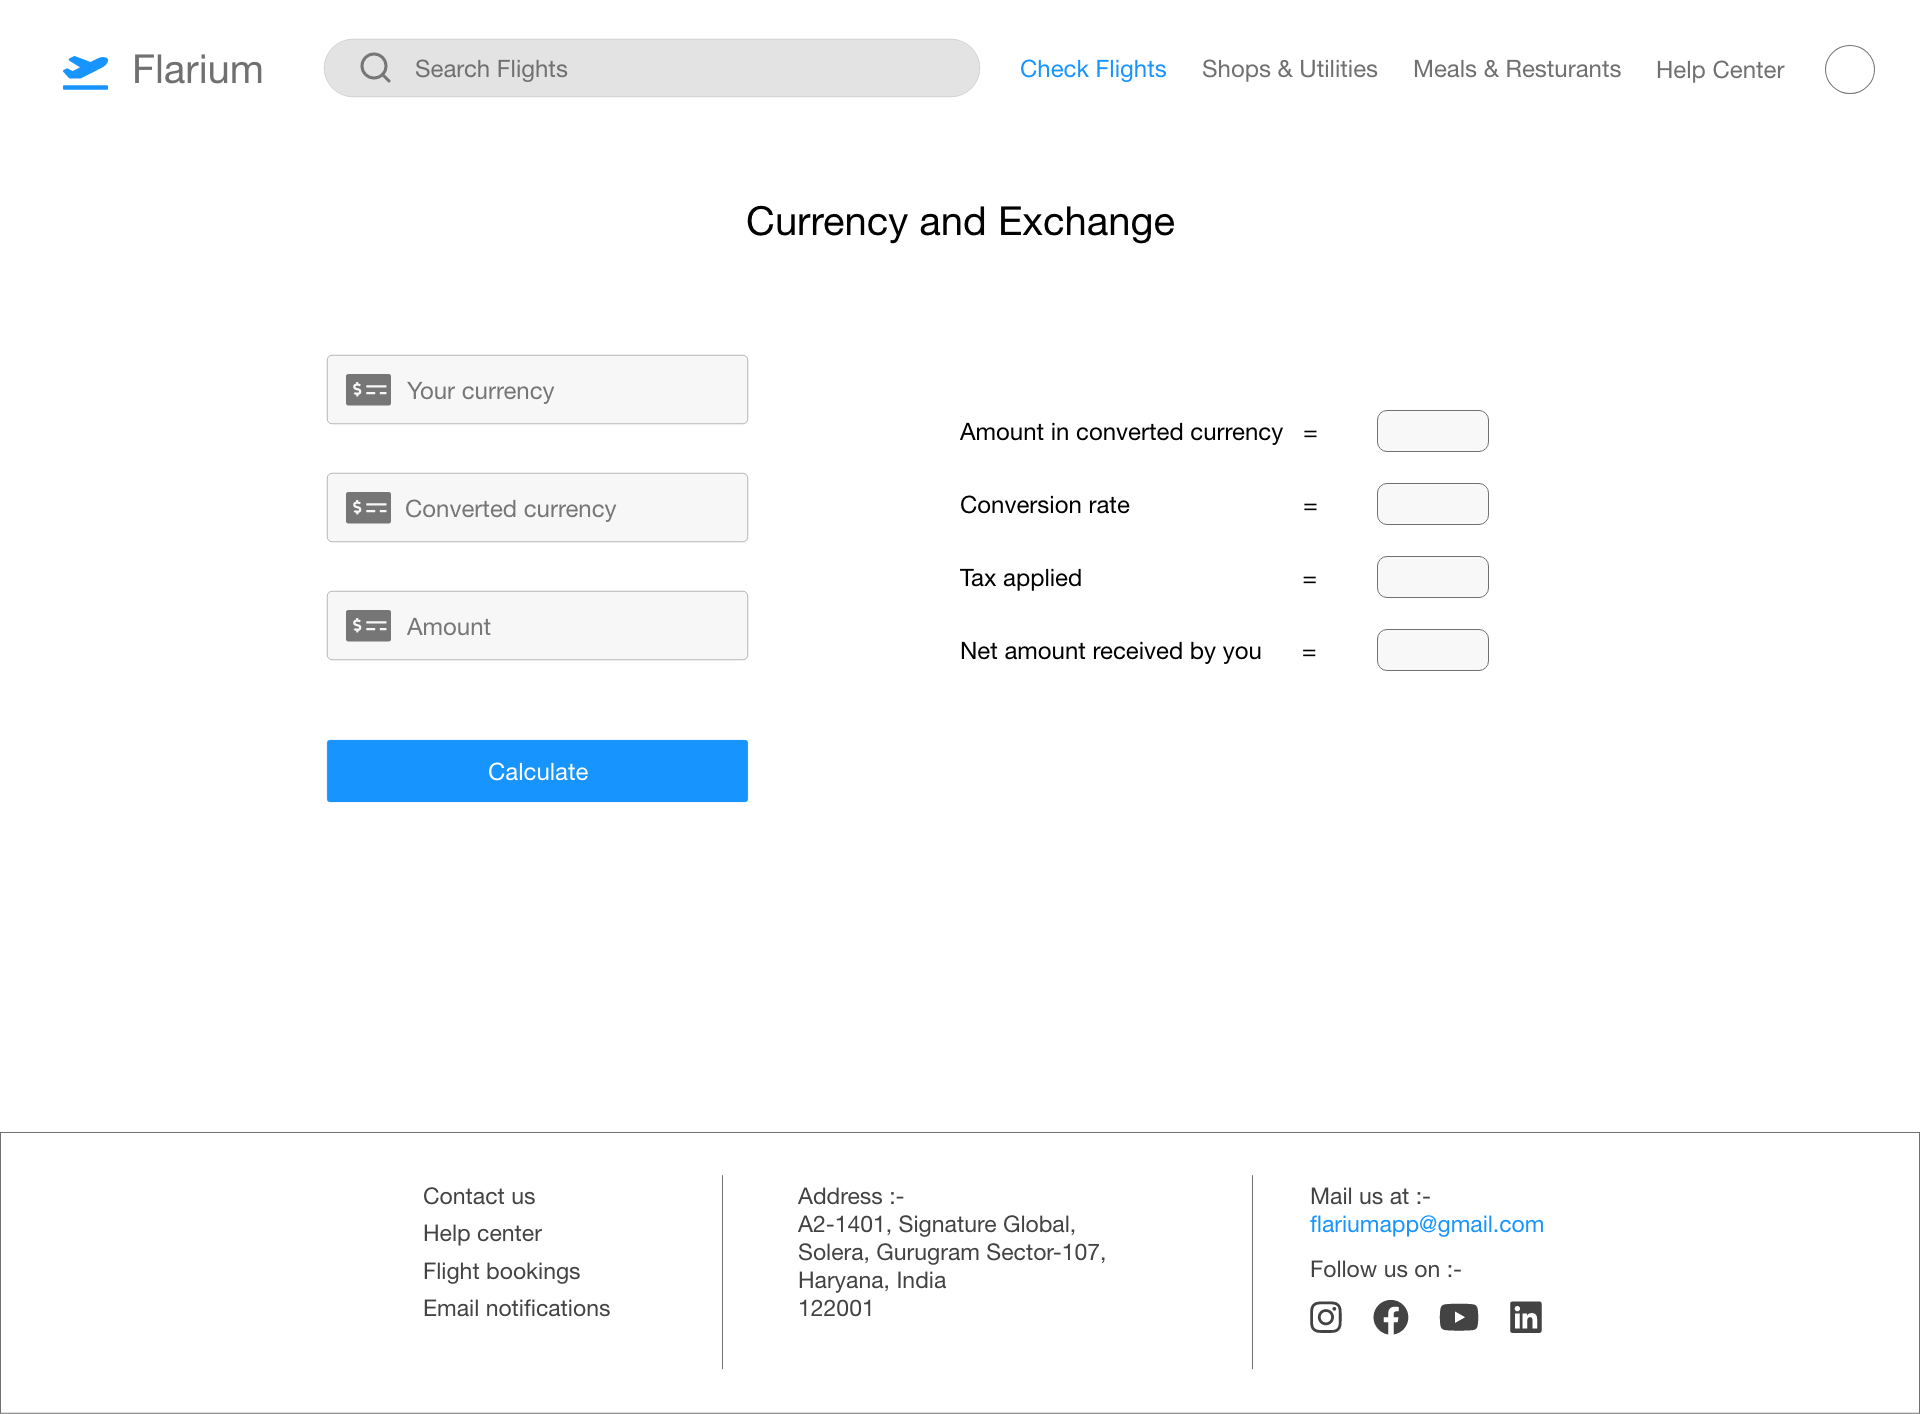 Flarium
Search Flights
Check Flights
Shops & Utilities
Meals & Resturants
Help Center
Currency and Exchange
$ Your currency
$ Converted currency
$ Amount
Calculate
Amount in converted currency =
Conversion rate =
Tax applied =
Net amount received by you =
Contact us
Help center
Flight bookings
Email notifications
Address :-
A2-1401, Signature Global,
Solera, Gurugram Sector-107,
Haryana, India
122001
Mail us at :-
flariumapp@gmail.com
Follow us on :-
in